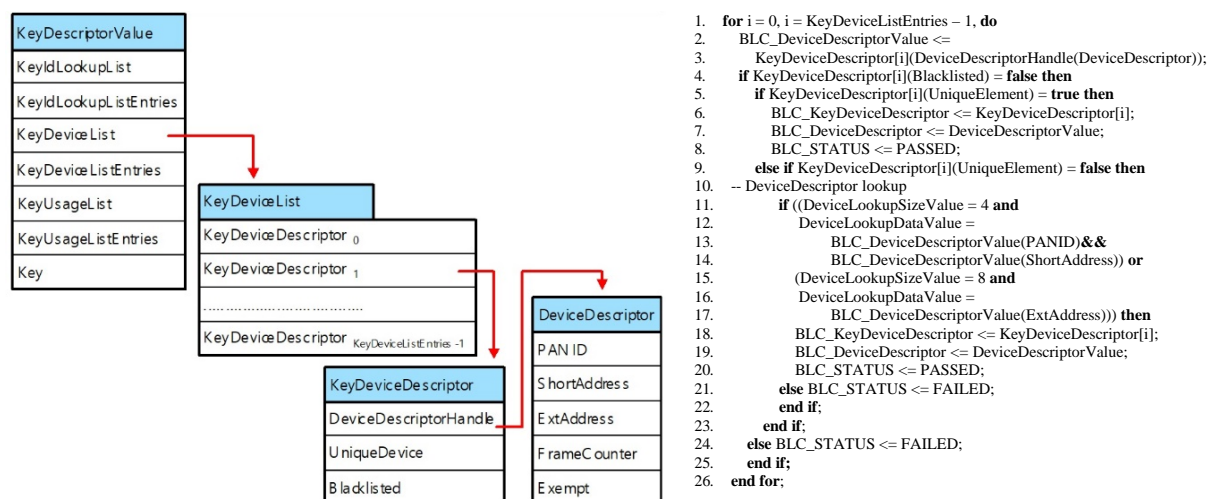 KeyDescriptorValue
KeyIdLookupList
KeyIdLookupListEntries
KeyDeviceList
KeyDeviceListEntries
KeyUsageList
KeyUsageListEntries
Key
KeyDeviceList
KeyDeviceDescriptor 0
KeyDeviceDescriptor 1
....................................
KeyDeviceDescriptor KeyDeviceListEntries -1
KeyDeviceDescriptor
DeviceDescriptorHandle
UniqueDevice
Blacklisted
DeviceDescriptor
PAN ID
ShortAddress
ExtAddress
FrameCounter
Exempt
1. for i = 0, i = KeyDeviceListEntries – 1, do
2. BLC_DeviceDescriptorValue <=
3. KeyDeviceDescriptor[i](DeviceDescriptorHandle(DeviceDescriptor));
4. if KeyDeviceDescriptor[i](Blacklisted) = false then
5. if KeyDeviceDescriptor[i](UniqueElement) = true then
6. BLC_KeyDeviceDescriptor <= KeyDeviceDescriptor[i];
7. BLC_DeviceDescriptor <= DeviceDescriptorValue;
8. BLC_STATUS <= PASSED;
9. else if KeyDeviceDescriptor[i](UniqueElement) = false then
10. -- DeviceDescriptor lookup
11. if ((DeviceLookupSizeValue = 4 and
12. DeviceLookupDataValue =
13. BLC_DeviceDescriptorValue(PANID)&&
14. BLC_DeviceDescriptorValue(ShortAddress)) or
15. (DeviceLookupSizeValue = 8 and
16. DeviceLookupDataValue =
17. BLC_DeviceDescriptorValue(ExtAddress))) then
18. BLC_KeyDeviceDescriptor <= KeyDeviceDescriptor[i];
19. BLC_DeviceDescriptor <= DeviceDescriptorValue;
20. BLC_STATUS <= PASSED;
21. else BLC_STATUS <= FAILED;
22. end if;
23. end if;
24. else BLC_STATUS <= FAILED;
25. end if;
26. end for;